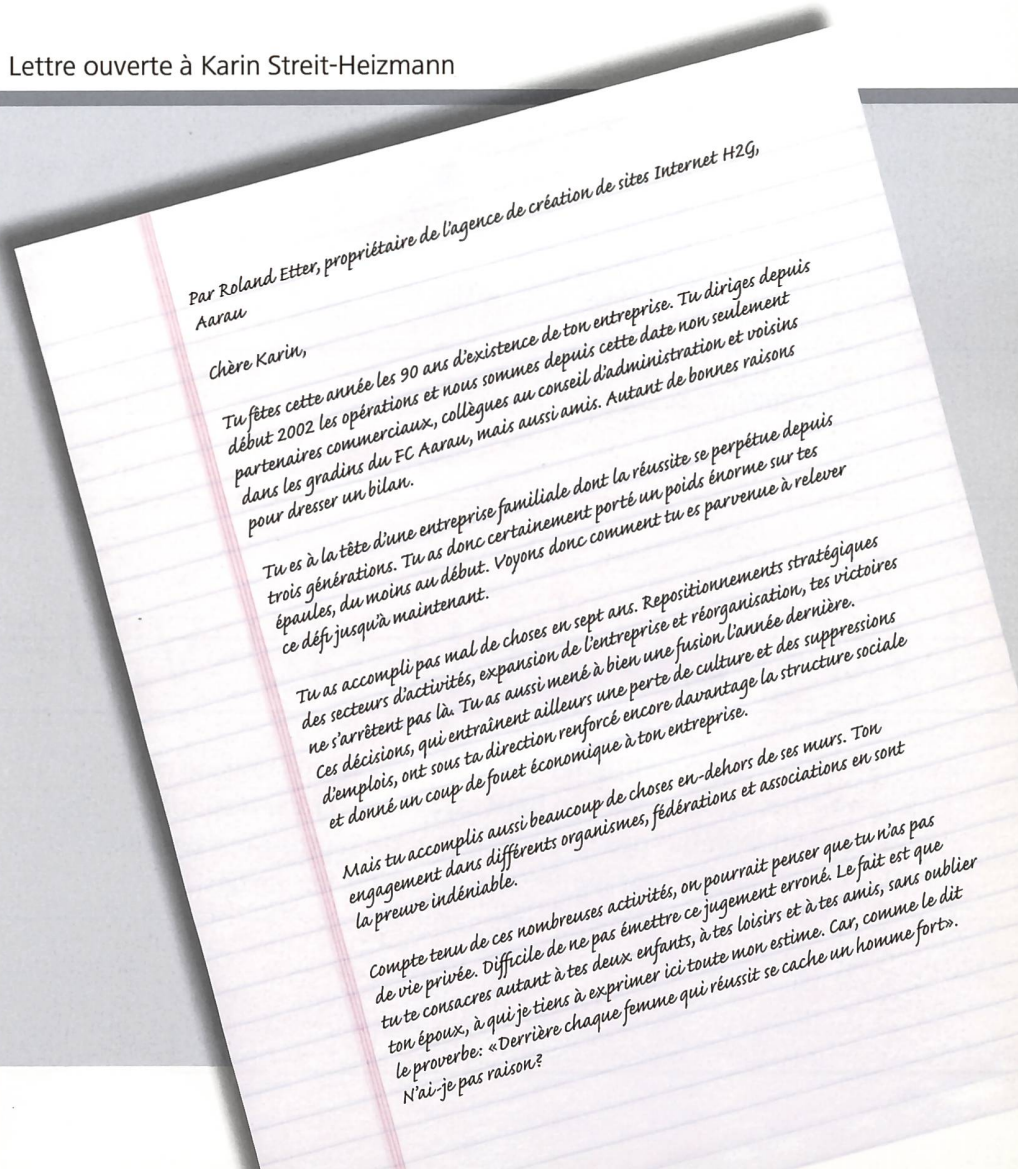 Lettre ouverte à Karin Streit-Heizmann
Par Roland Etter, propriétaire de l'agence de création de sites Internet H2G,
Aarau
Chère Karin,
Tu fêtes cette année les 90 ans d'existence de ton entreprise. Tu diriges depuis
début 2002 les opérations et nous sommes depuis cette date non seulement
partenaires commerciaux, collègues au conseil d'administration et voisins
dans les gradins du FC Aarau, mais aussi amis. Autant de bonnes raisons
pour dresser un bilan.
Tu es à la tête d'une entreprise familiale dont la réussite se perpétue depuis
trois générations. Tu as donc certainement porté un poids énorme sur tes
épaules, du moins au début. Voyons donc comment tu es parvenue à relever
ce défi jusqu'à maintenant.
Tu as accompli pas mal de choses en sept ans. Repositionnements stratégiques
des secteurs d'activités, expansion de l'entreprise et réorganisation, tes victoires
ne s'arrêtent pas là. Tu as aussi mené à bien une fusion l'année dernière.
Ces décisions, qui entraînent ailleurs une perte de culture et des suppressions
d'emplois, ont sous ta direction renforcé encore davantage la structure sociale
et donné un coup de fouet économique à ton entreprise.
Mais tu accomplis aussi beaucoup de choses en-dehors de ses murs. Ton
engagement dans différents organismes, fédérations et associations en sont
la preuve indéniable.
Compte tenu de ces nombreuses activités, on pourrait penser que tu n'as pas
de vie privée. Difficile de ne pas émettre ce jugement erroné. Le fait est que
tu te consacres autant à tes deux enfants, à tes loisirs et à tes amis, sans oublier
ton époux, à qui je tiens à exprimer ici toute mon estime. Car, comme le dit
le proverbe: «Derrière chaque femme qui réussit se cache un homme fort».
N'ai-je pas raison?